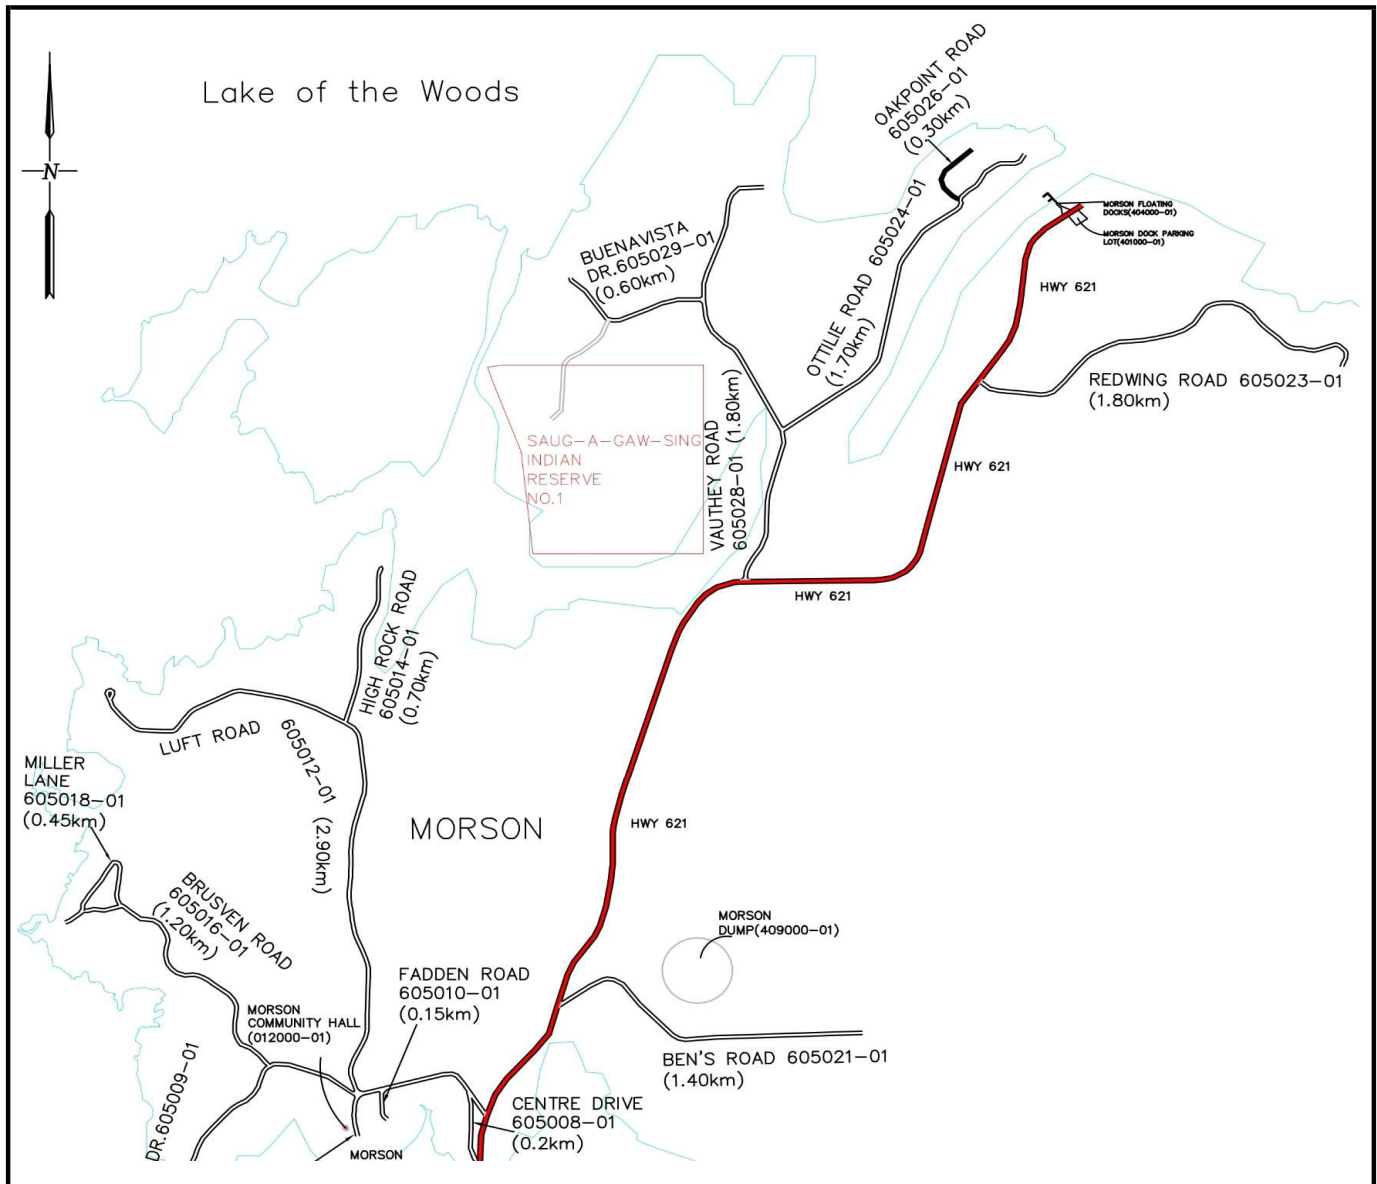 Lake of the Woods
N
OAKPOINT ROAD
605026-01
(0.30km)
BUENAVISTA
DR.605029-01
(0.60km)
OTTILIE ROAD 605024-01
(1.70km)
MORSON FLOATING
DOCKS(404000-01)
MORSON DOCK PARKING
LOT(401000-01)
HWY 621
REDWING ROAD 605023-01
(1.80km)
SAUG-A-GAW-SING
INDIAN
RESERVE
NO.1
VAUTHEY ROAD
605028-01 (1.80km)
HWY 621
HWY 621
HIGH ROCK ROAD
605014-01
(0.70km)
LUFT ROAD
605012-01 (2.90km)
MILLER
LANE
605018-01
(0.45km)
MORSON
HWY 621
BRUSVEN ROAD
605016-01
(1.20km)
MORSON
DUMP(409000-01)
FADDEN ROAD
605010-01
(0.15km)
MORSON
COMMUNITY HALL
(012000-01)
BEN'S ROAD 605021-01
(1.40km)
DR.605009-01
CENTRE DRIVE
605008-01
(0.2km)
MORSON